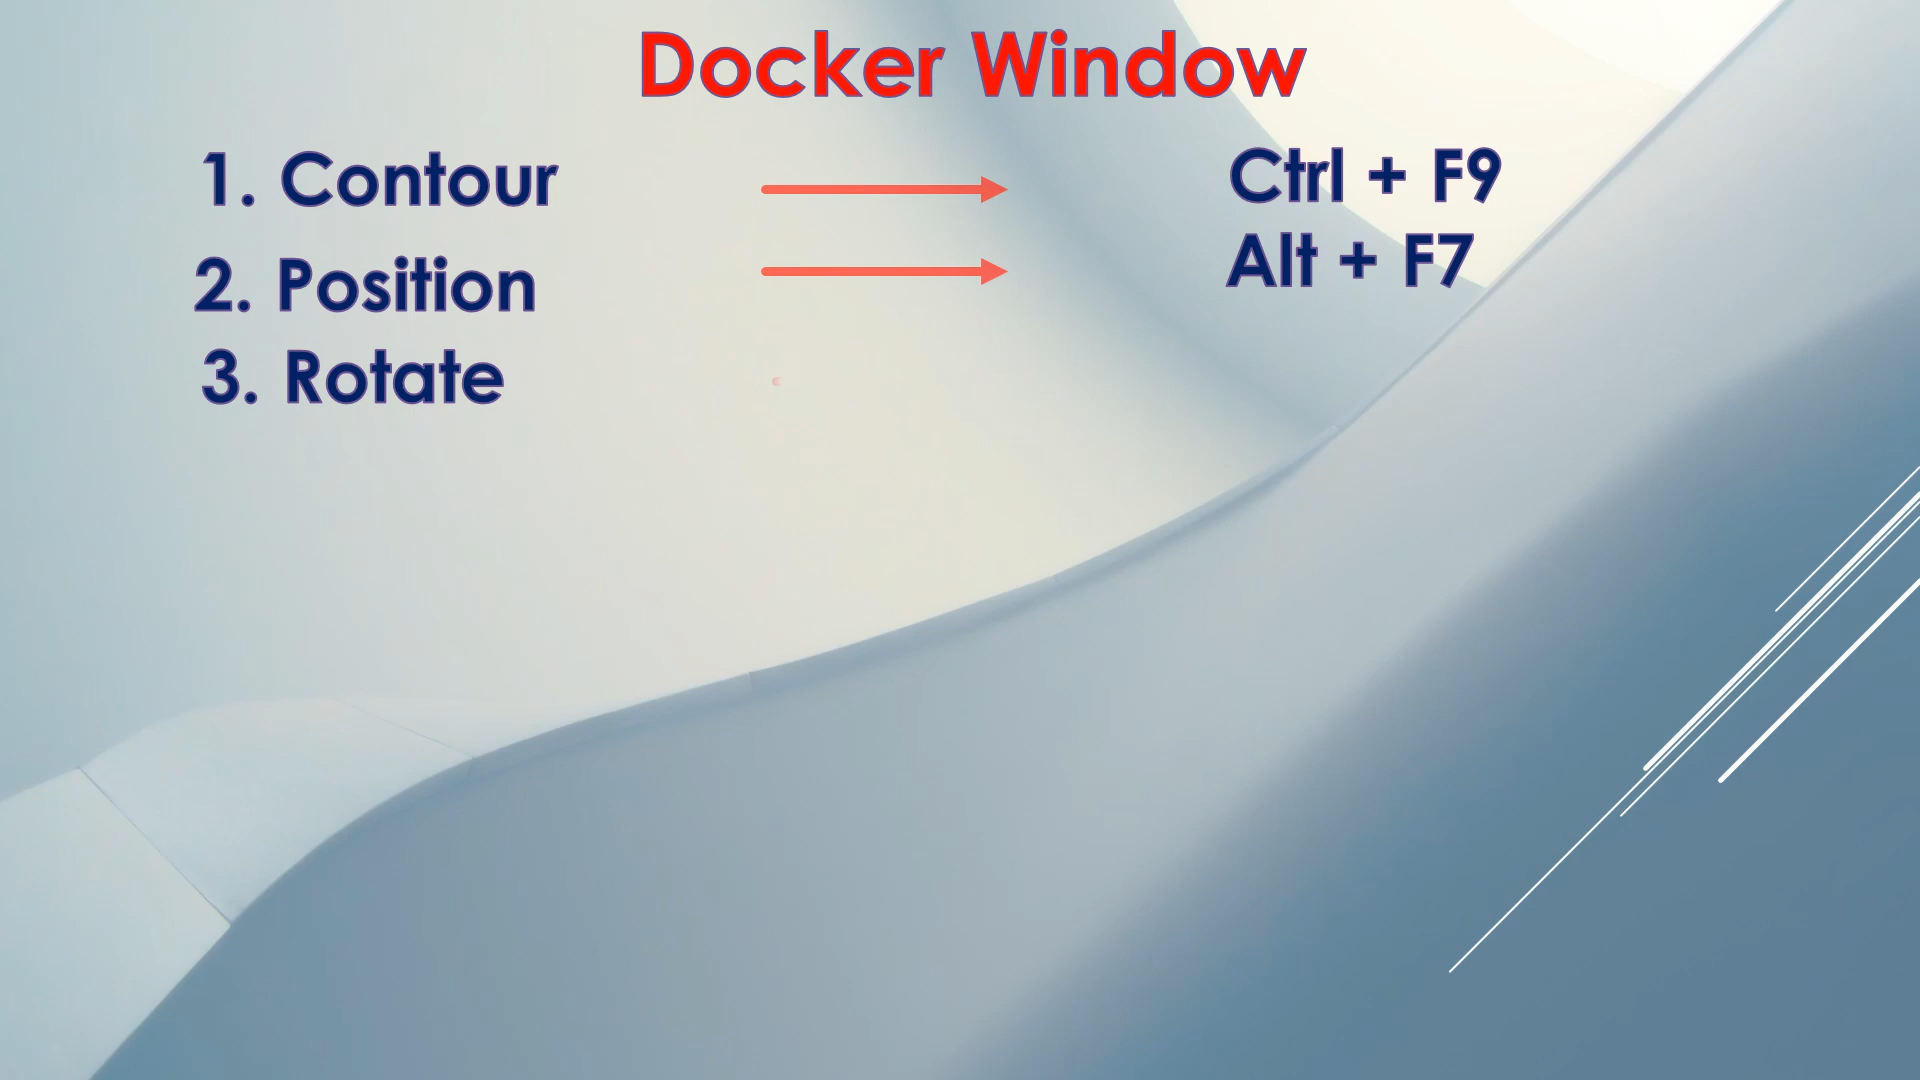 Docker Window
1. Contour
Ctrl + F9
2. Position
Alt + F7
3. Rotate